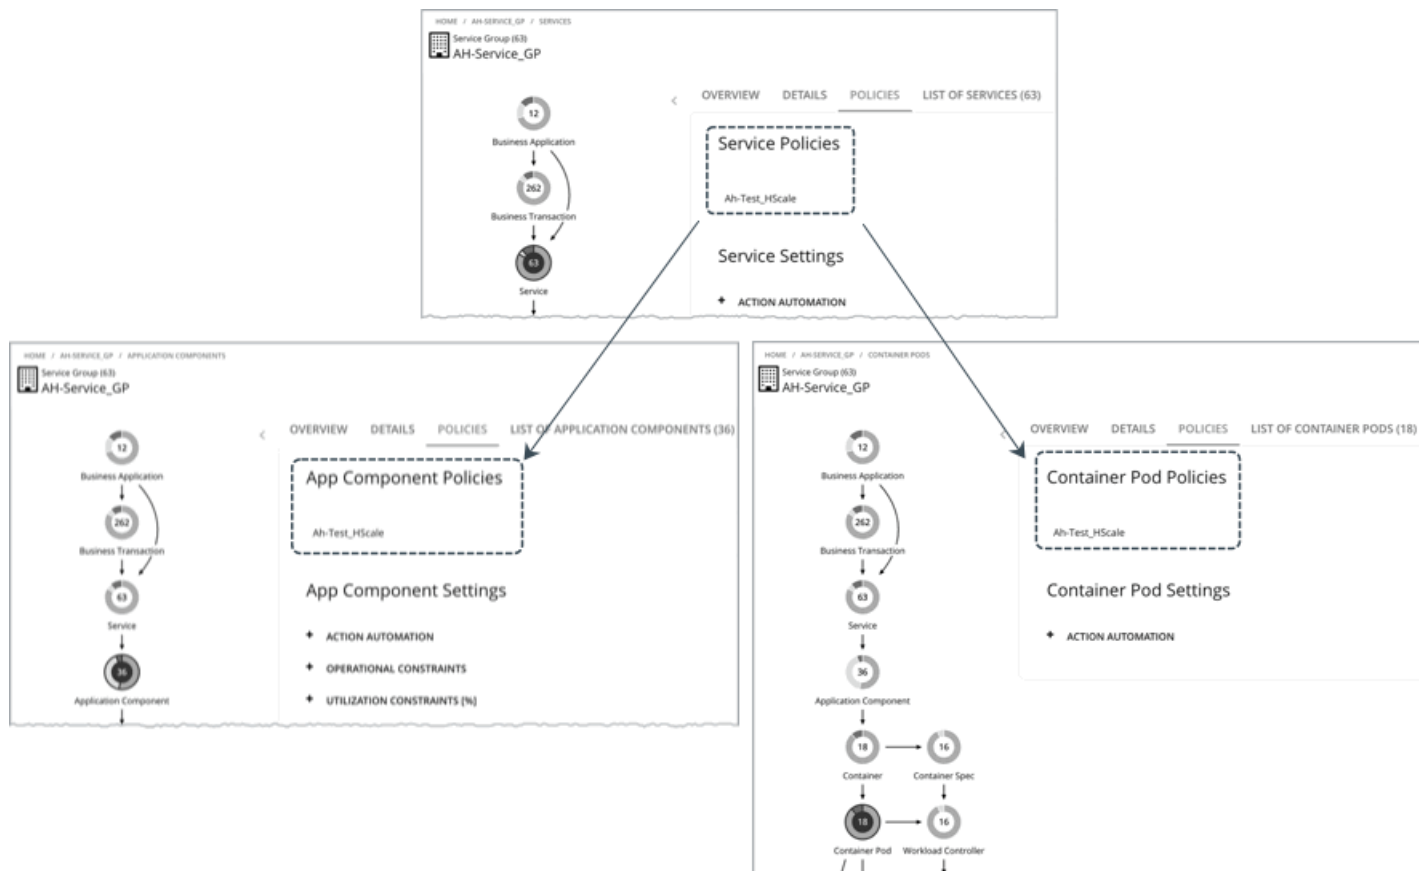 HOME / AH-SERVICE_GP / SERVICES
Service Group (63)
AH-Service_GP
OVERVIEW DETAILS POLICIES LIST OF SERVICES (63)
12
Business Application
262
Business Transaction
63
Service
Service Policies
Ah-Test_HScale
Service Settings
+ ACTION AUTOMATION
HOME / AH-SERVICE_GP / APPLICATION COMPONENTS
Service Group (63)
AH-Service_GP
OVERVIEW DETAILS POLICIES LIST OF APPLICATION COMPONENTS (36)
12
Business Application
262
Business Transaction
63
Service
36
Application Component
App Component Policies
Ah-Test_HScale
App Component Settings
+ ACTION AUTOMATION
+ OPERATIONAL CONSTRAINTS
+ UTILIZATION CONSTRAINTS [%]
HOME / AH-SERVICE_GP / CONTAINER PODS
Service Group (63)
AH-Service_GP
OVERVIEW DETAILS POLICIES LIST OF CONTAINER PODS (18)
12
Business Application
262
Business Transaction
63
Service
36
Application Component
18 16
Container Container Spec
18 16
Container Pod Workload Controller
Container Pod Policies
Ah-Test_HScale
Container Pod Settings
+ ACTION AUTOMATION